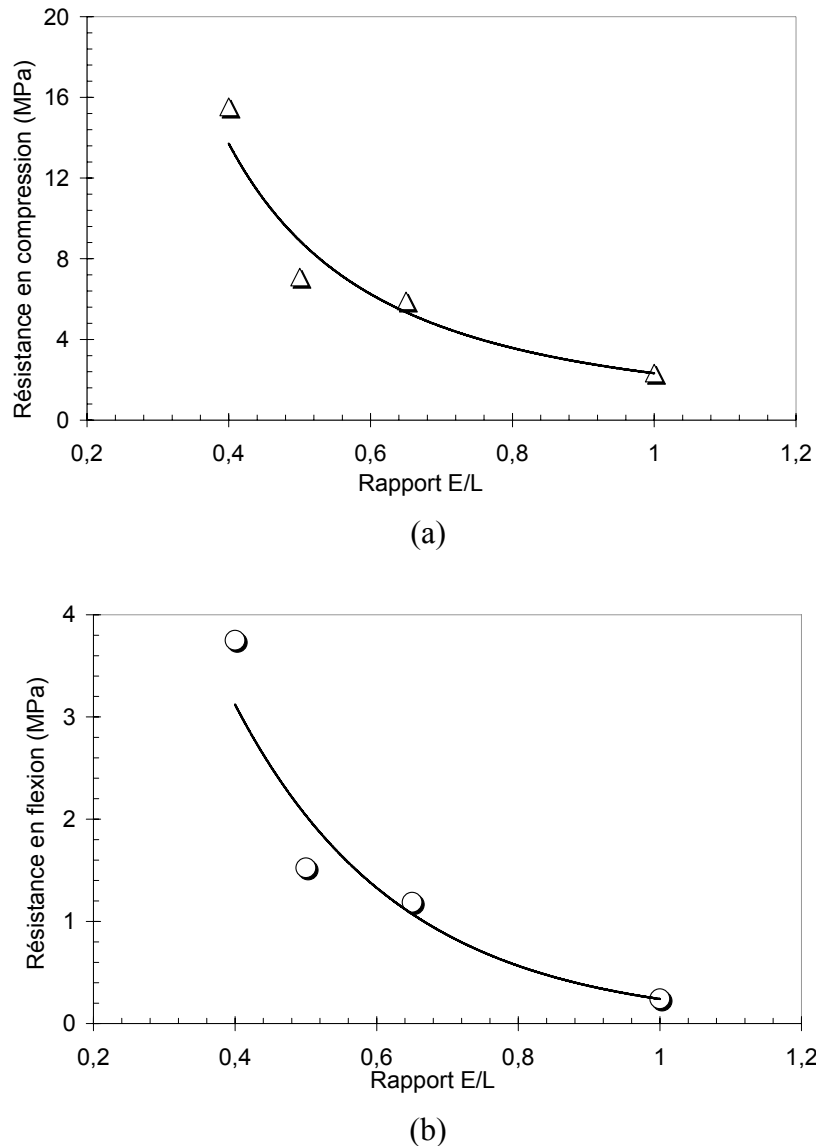 20
16
12
8
4
0
Résistance en compression (MPa)
0,2 0,4 0,6 0,8 1 1,2
Rapport E/L
(a)
4
3
2
1
0
Résistance en flexion (MPa)
0,2 0,4 0,6 0,8 1 1,2
Rapport E/L
(b)